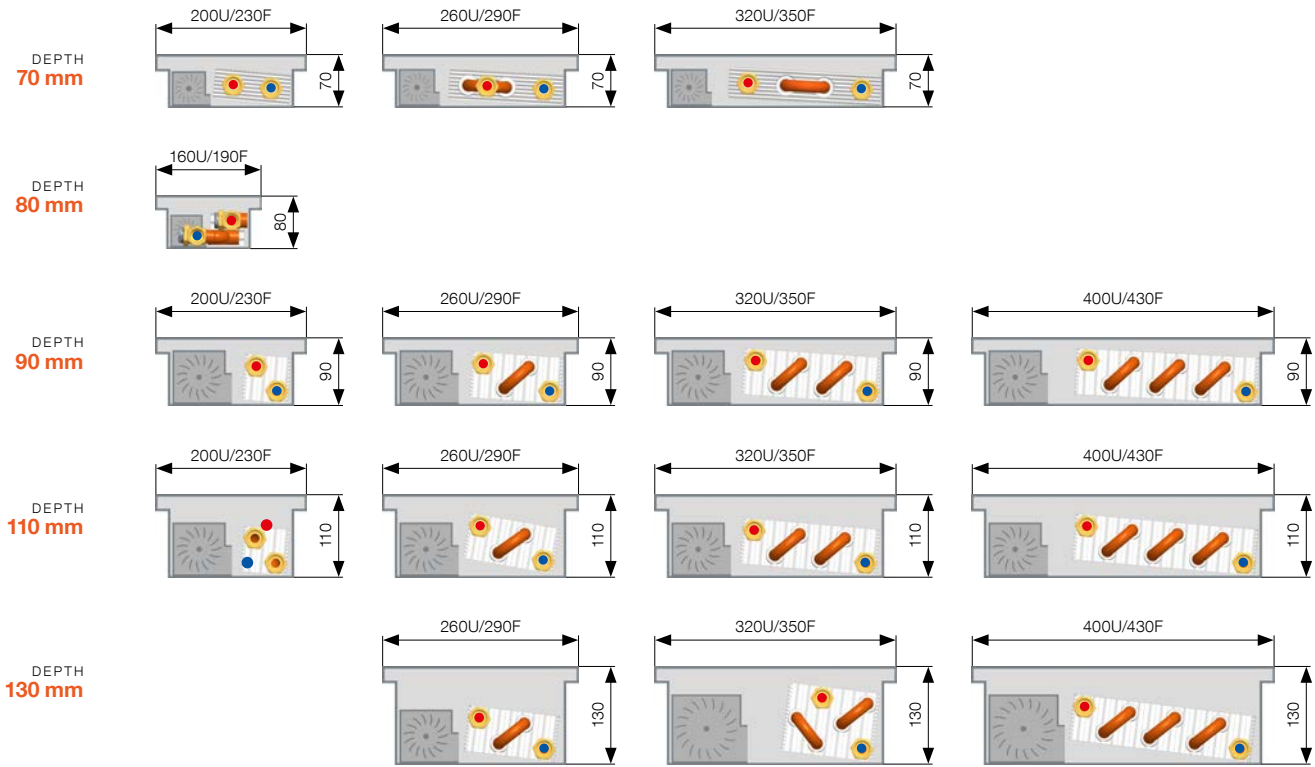 200U/230F
260U/290F
320U/350F
DEPTH
70 mm
70
70
70
160U/190F
DEPTH
80 mm
80
200U/230F
260U/290F
320U/350F
400U/430F
DEPTH
90 mm
90
90
90
90
200U/230F
260U/290F
320U/350F
400U/430F
DEPTH
110 mm
110
110
110
110
260U/290F
320U/350F
400U/430F
DEPTH
130 mm
130
130
130